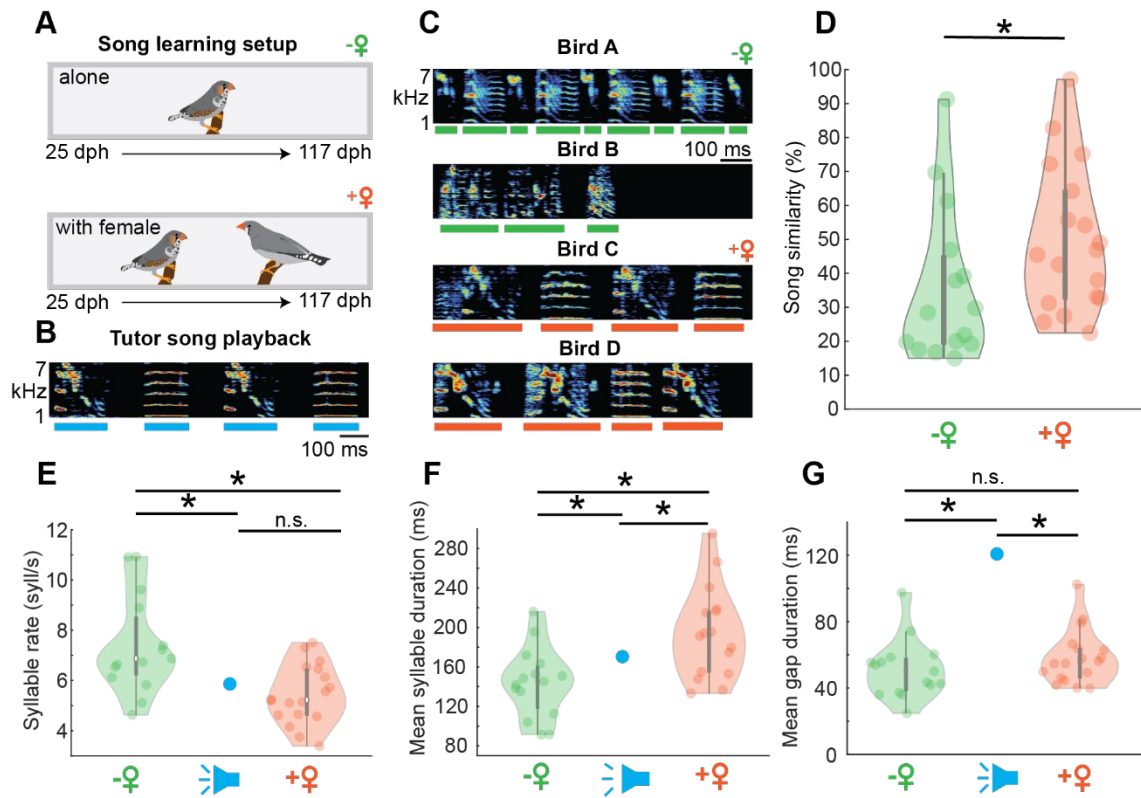 A
Song learning setup
-♀
alone
25 dph
117 dph
+♀
with female
25 dph
117 dph
B
Tutor song playback
7
kHz
1
100 ms
C
Bird A
-♀
7
kHz
1
100 ms
Bird B
Bird C
+♀
Bird D
D
*
Song similarity (%)
100
90
80
70
60
50
40
30
20
10
0
-♀
+♀
E
*
*
n.s.
Syllable rate (syll/s)
12
10
8
6
4
-♀
+♀
F
*
*
*
Mean syllable duration (ms)
280
240
200
160
120
80
-♀
+♀
G
n.s.
*
*
Mean gap duration (ms)
120
80
40
0
-♀
+♀